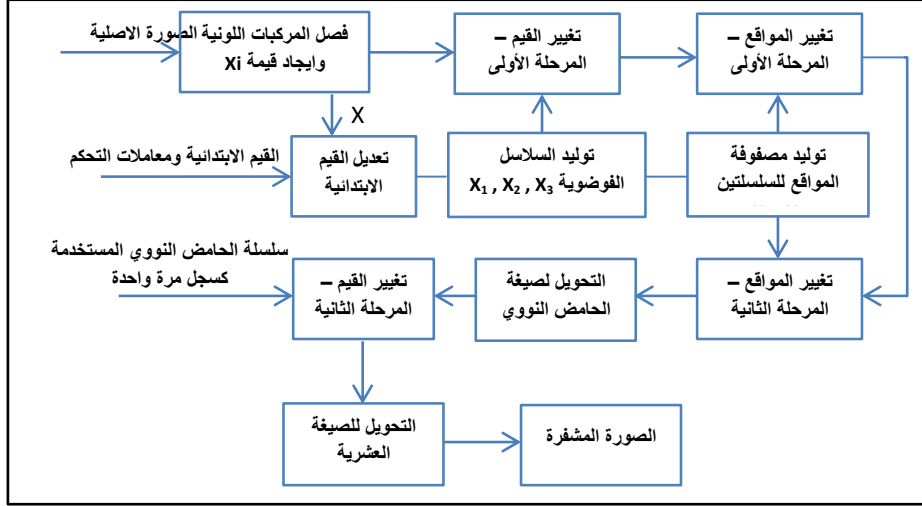 الصورة الاصلية
فصل المركبات اللونية
وايجاد قيمة Xi
تغيير القيم –
المرحلة الأولى
تغيير المواقع –
المرحلة الأولى
X
القيم الابتدائية ومعاملات التحكم
تعديل القيم
الابتدائية
توليد السلاسل
الفوضوية X₁ , X₂ , X₃
توليد مصفوفة
المواقع للسلسلتين
سلسلة الحامض النووي المستخدمة
كسجل مرة واحدة
تغيير القيم –
المرحلة الثانية
التحويل لصيغة
الحامض النووي
تغيير المواقع –
المرحلة الثانية
التحويل للصيغة
العشرية
الصورة المشفرة